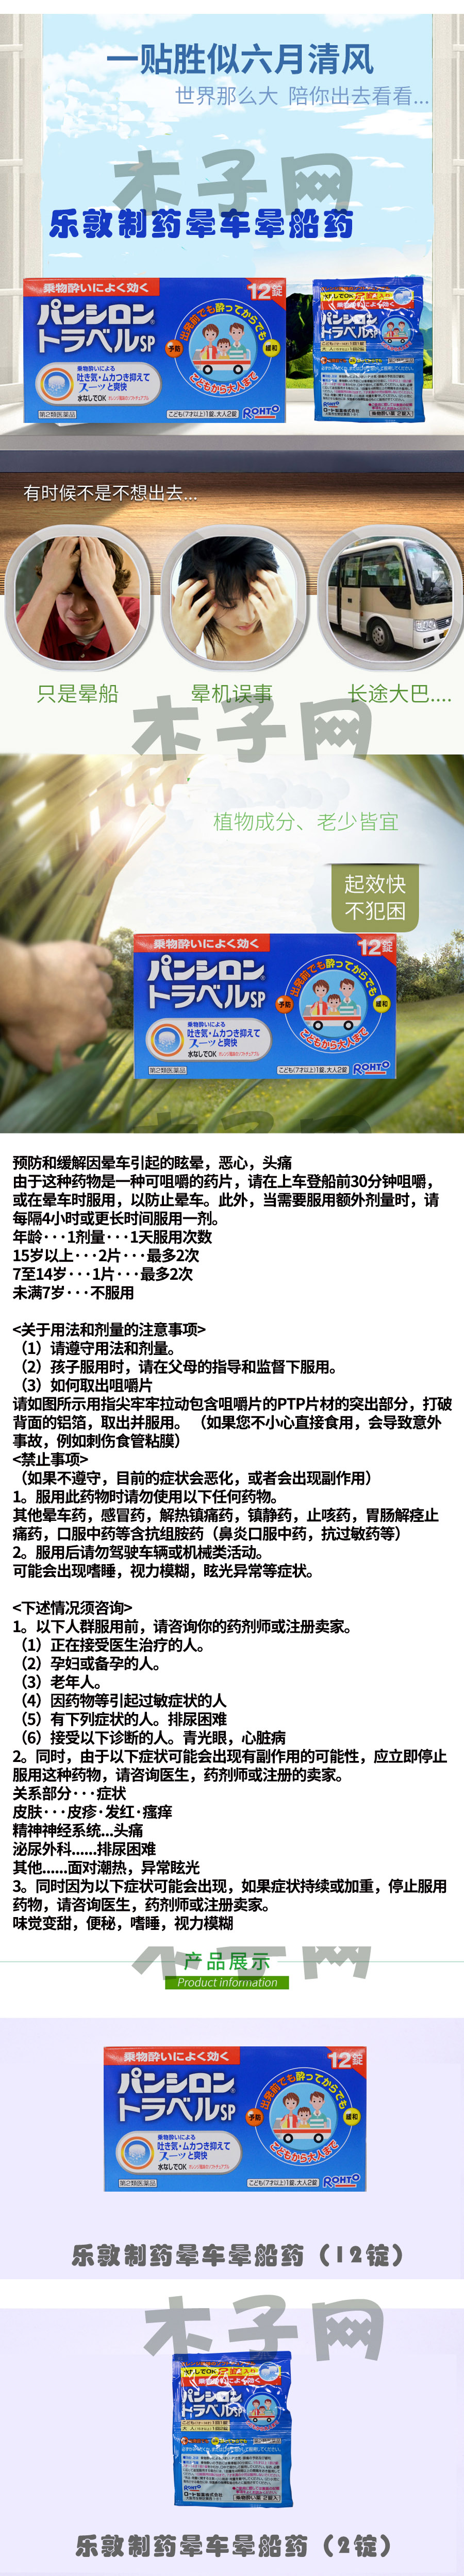 一贴胜似六月清风
世界那么大 陪你出去看看...
木子网
乐敦制药晕车晕船药
乗物酔いによく効く
12錠
パンシロン®
トラベルSP
出発前でも酔ってからでも
予防
緩和
こどもから大人まで
乗物酔いによる
吐き気・ムカつき抑えて
スーッと爽快
水なしでOK
第2類医薬品
こども(7才以上)1錠、大人2錠
ROHTO
パンシロン
トラベルSP
ROHTO
有时候不是不想出去...
只是晕船
晕机误事
长途大巴....
木子网
植物成分、老少皆宜
起效快
不犯困
乗物酔いによく効く
12錠
パンシロン®
トラベルSP
出発前でも酔ってからでも
予防
緩和
こどもから大人まで
乗物酔いによる
吐き気・ムカつき抑えて
スーッと爽快
水なしでOK
第2類医薬品
こども(7才以上)1錠、大人2錠
ROHTO
预防和缓解因晕车引起的眩晕，恶心，头痛
由于这种药物是一种可咀嚼的药片，请在上车登船前30分钟咀嚼，
或在晕车时服用，以防止晕车。此外，当需要服用额外剂量时，请
每隔4小时或更长时间服用一剂。
年龄···1剂量···1天服用次数
15岁以上···2片···最多2次
7至14岁···1片···最多2次
未满7岁···不服用
<关于用法和剂量的注意事项>
（1）请遵守用法和剂量。
（2）孩子服用时，请在父母的指导和监督下服用。
（3）如何取出咀嚼片
请如图所示用指尖牢牢拉动包含咀嚼片的PTP片材的突出部分，打破
背面的铝箔，取出并服用。（如果您不小心直接食用，会导致意外
事故，例如刺伤食管粘膜）
<禁止事项>
（如果不遵守，目前的症状会恶化，或者会出现副作用）
1。服用此药物时请勿使用以下任何药物。
其他晕车药，感冒药，解热镇痛药，镇静药，止咳药，胃肠解痉止
痛药，口服中药等含抗组胺药（鼻炎口服中药，抗过敏药等）
2。服用后请勿驾驶车辆或机械类活动。
可能会出现嗜睡，视力模糊，眩光异常等症状。
<下述情况须咨询>
1。以下人群服用前，请咨询你的药剂师或注册卖家。
（1）正在接受医生治疗的人。
（2）孕妇或备孕的人。
（3）老年人。
（4）因药物等引起过敏症状的人
（5）有下列症状的人。排尿困难
（6）接受以下诊断的人。青光眼，心脏病
2。同时，由于以下症状可能会出现有副作用的可能性，应立即停止
服用这种药物，请咨询医生，药剂师或注册的卖家。
关系部分···症状
皮肤···皮疹·发红·瘙痒
精神神经系统...头痛
泌尿外科......排尿困难
其他......面对潮热，异常眩光
3。同时因为以下症状可能会出现，如果症状持续或加重，停止服用
药物，请咨询医生，药剂师或注册卖家。
味觉变甜，便秘，嗜睡，视力模糊
产品展示
Product information
乗物酔いによく効く
12錠
パンシロン®
トラベルSP
出発前でも酔ってからでも
予防
緩和
こどもから大人まで
乗物酔いによる
吐き気・ムカつき抑えて
スーッと爽快
水なしでOK
第2類医薬品
こども(7才以上)1錠、大人2錠
ROHTO
乐敦制药晕车晕船药（12锭）
木子网
パンシロン
トラベルSP
ROHTO
乐敦制药晕车晕船药（2锭）